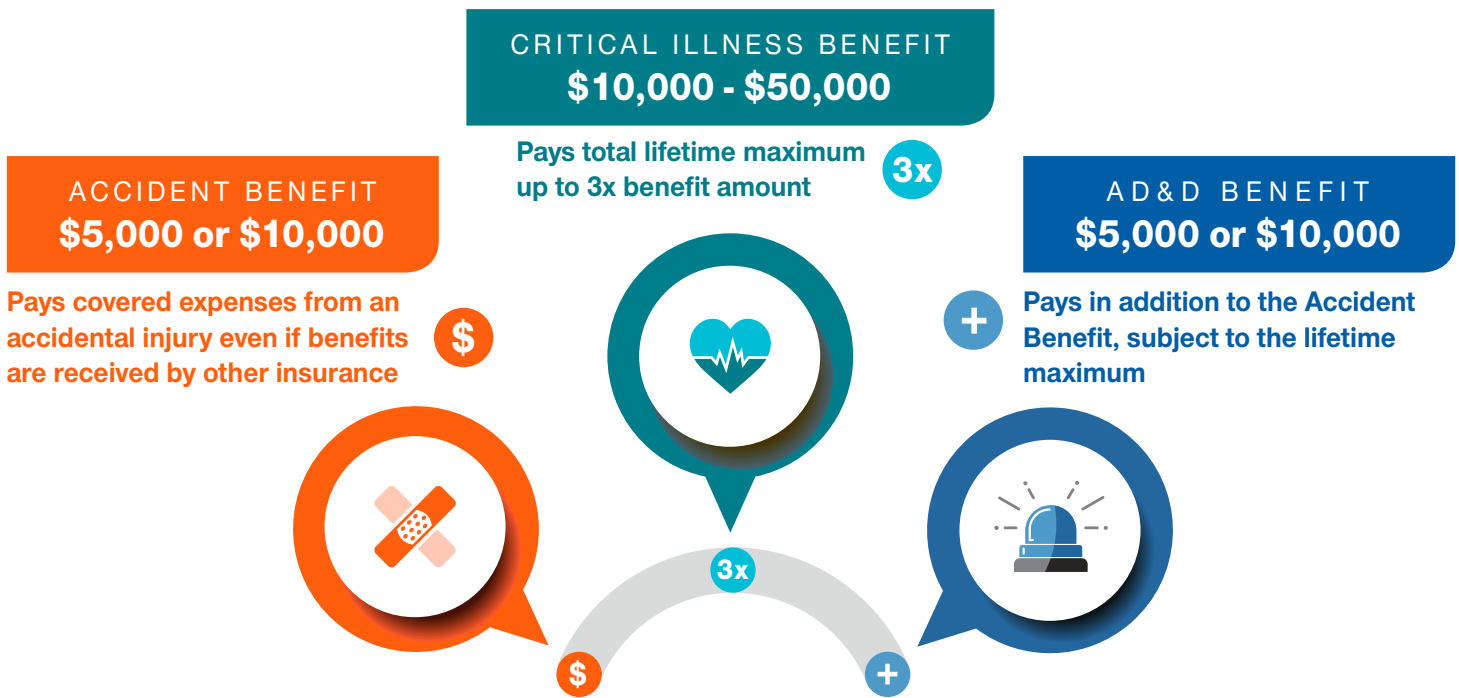 CRITICAL ILLNESS BENEFIT
$10,000 - $50,000
Pays total lifetime maximum
up to 3x benefit amount
3x
ACCIDENT BENEFIT
$5,000 or $10,000
Pays covered expenses from an
accidental injury even if benefits
are received by other insurance
$
AD&D BENEFIT
$5,000 or $10,000
+
Pays in addition to the Accident
Benefit, subject to the lifetime
maximum
3x
$
+